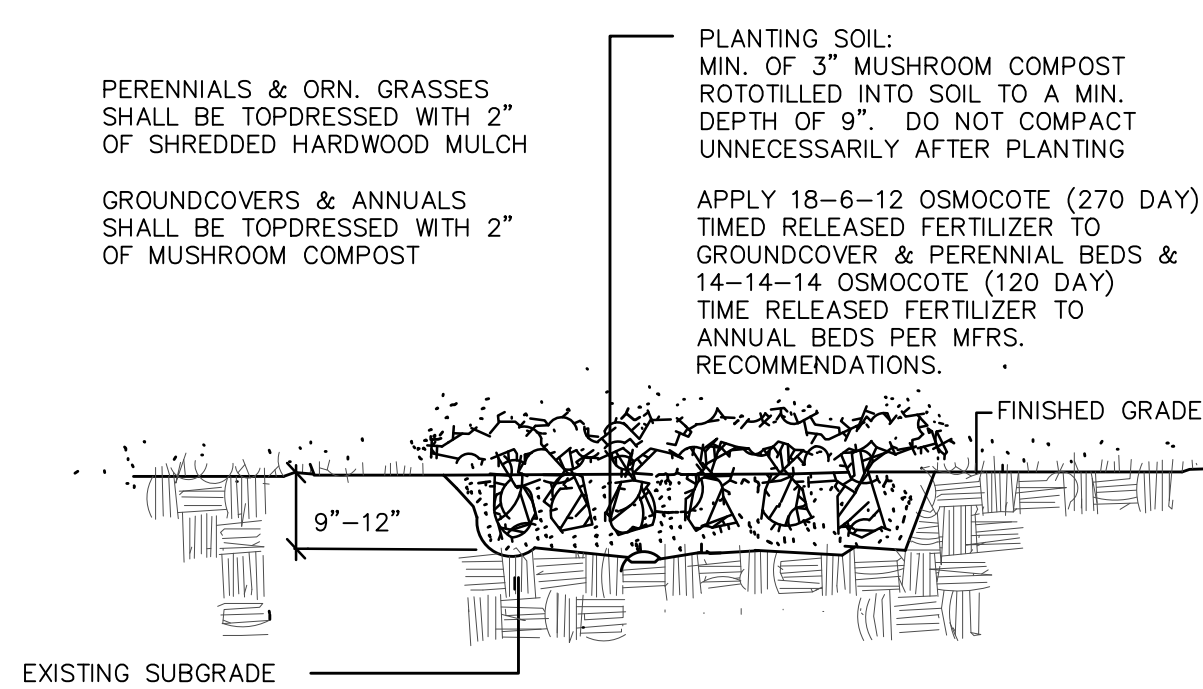 PERENNIALS & ORN. GRASSES
SHALL BE TOPDRESSED WITH 2”
OF SHREDDED HARDWOOD MULCH
GROUNDCOVERS & ANNUALS
SHALL BE TOPDRESSED WITH 2”
OF MUSHROOM COMPOST
PLANTING SOIL:
MIN. OF 3” MUSHROOM COMPOST
ROTOTILLED INTO SOIL TO A MIN.
DEPTH OF 9”. DO NOT COMPACT
UNNECESSARILY AFTER PLANTING
APPLY 18–6–12 OSMOCOTE (270 DAY)
TIMED RELEASED FERTILIZER TO
GROUNDCOVER & PERENNIAL BEDS &
14–14–14 OSMOCOTE (120 DAY)
TIME RELEASED FERTILIZER TO
ANNUAL BEDS PER MFRS.
RECOMMENDATIONS.
FINISHED GRADE
9”–12”
EXISTING SUBGRADE